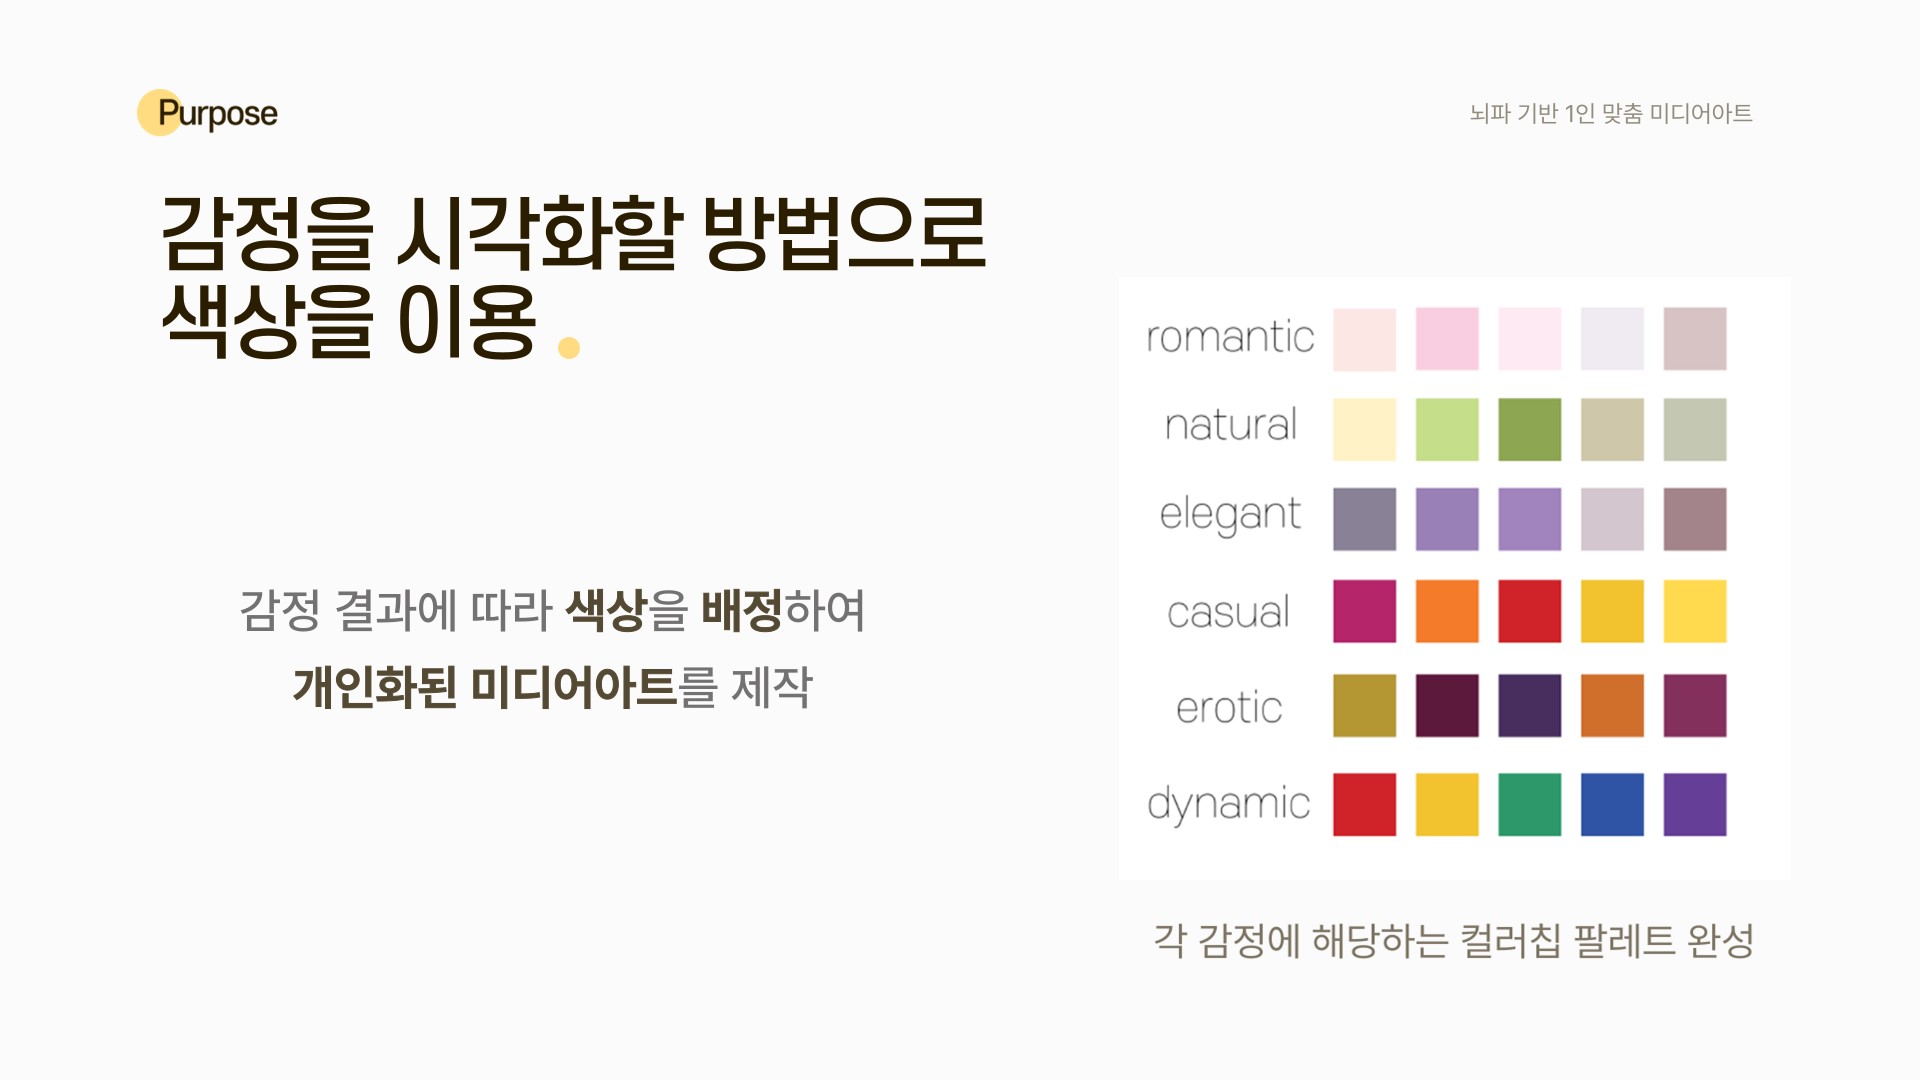 Purpose
뇌파 기반 1인 맞춤 미디어아트
감정을 시각화할 방법으로
색상을 이용 .
감정 결과에 따라 색상을 배정하여
개인화된 미디어아트를 제작
romantic
natural
elegant
casual
erotic
dynamic
각 감정에 해당하는 컬러칩 팔레트 완성